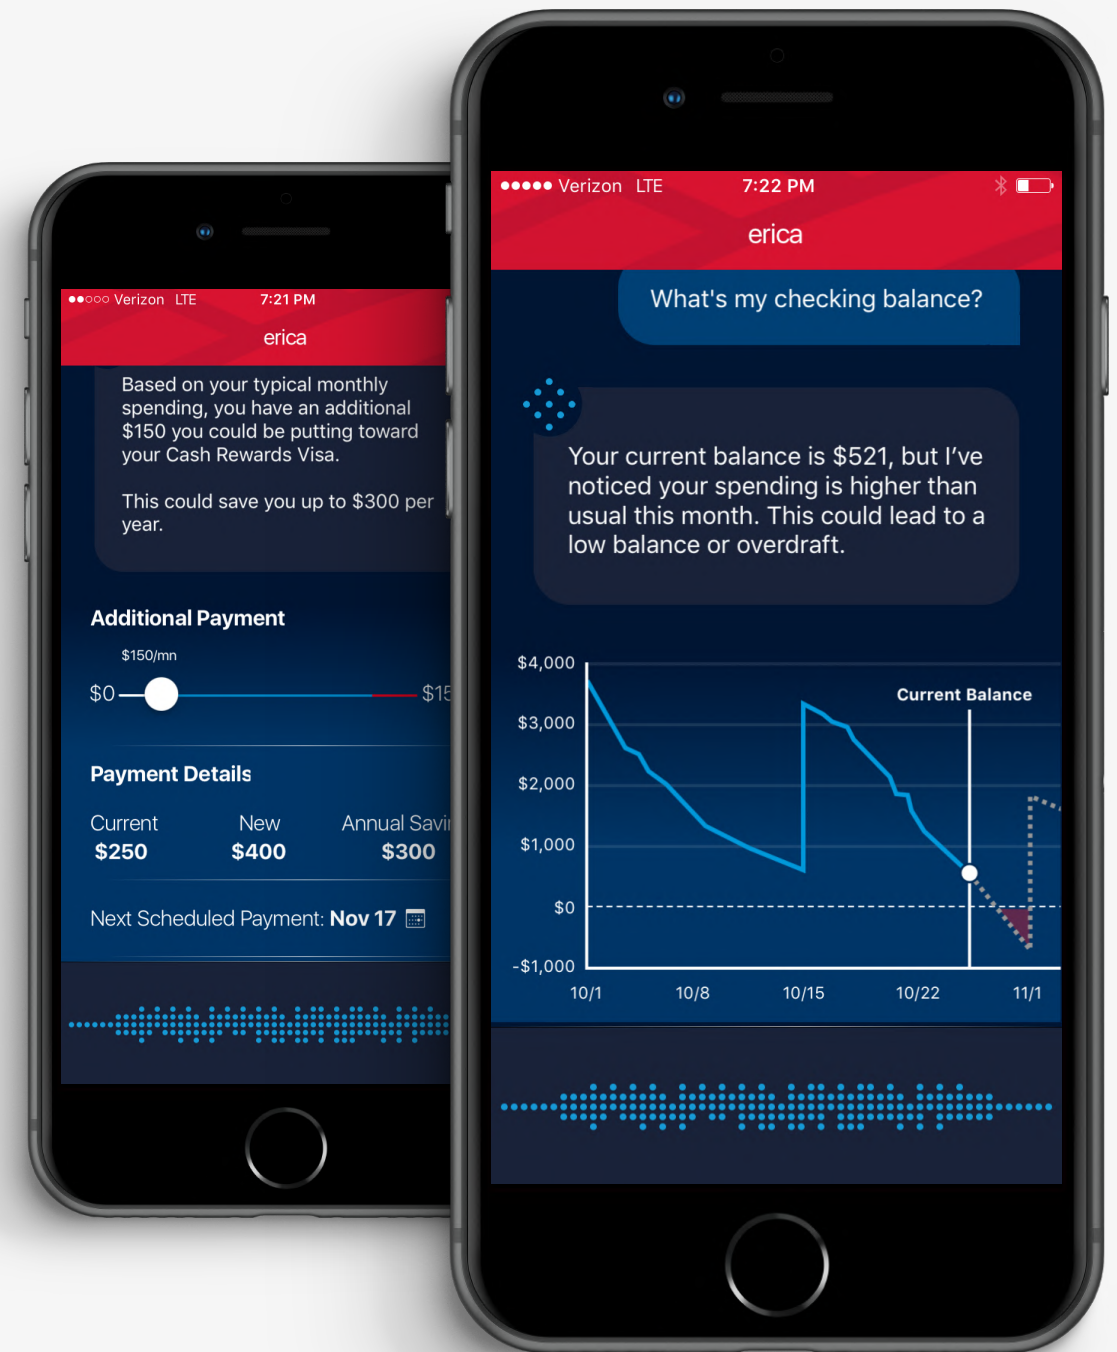 Verizon LTE 7:21 PM
erica
Based on your typical monthly
spending, you have an additional
$150 you could be putting toward
your Cash Rewards Visa.
This could save you up to $300 per
year.
Additional Payment
$150/mn
$0
Payment Details
Current New Annual
$250 $400 $300
Next Scheduled Payment: Nov 17
Verizon LTE 7:22 PM
erica
What's my checking balance?
Your current balance is $521, but I've
noticed your spending is higher than
usual this month. This could lead to a
low balance or overdraft.
$4,000
Current Balance
$3,000
$2,000
$1,000
$0
-$1,000
10/1 10/8 10/15 10/22 11/1